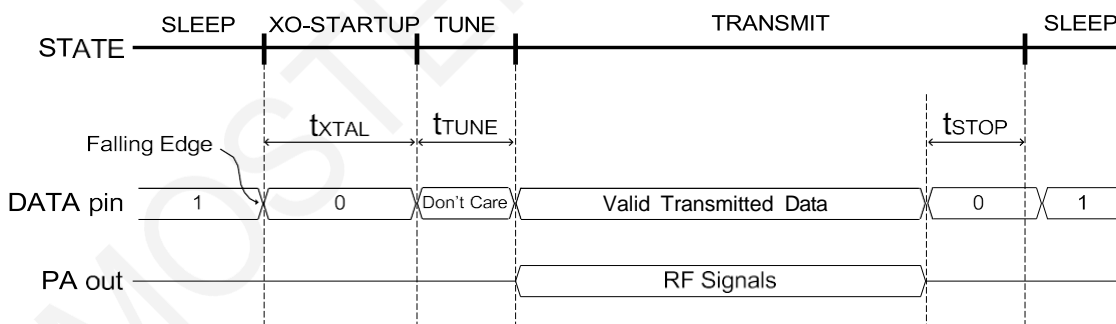 SLEEP XO-STARTUP TUNE TRANSMIT SLEEP
STATE
tXTAL tTUNE tSTOP
Falling Edge
DATA pin 1 0 Don't Care Valid Transmitted Data 0 1
PA out RF Signals